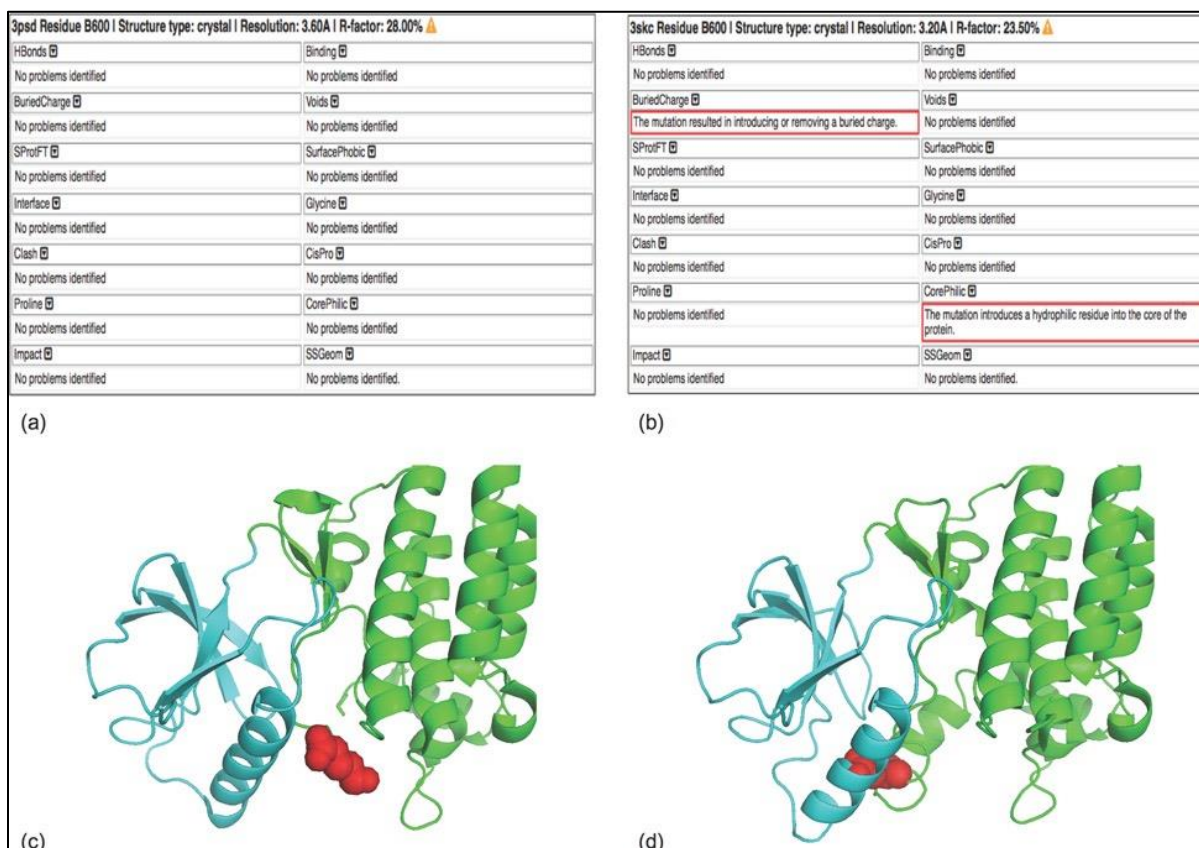 3psd Residue B600 I Structure type: crystal I Resolution: 3.60A I R-factor: 28.00%
HBonds Binding
No problems identified No problems identified
BuriedCharge Voids
No problems identified No problems identified
SProtFT SurfacePhobic
No problems identified No problems identified
Interface Glycine
No problems identified No problems identified
Clash CisPro
No problems identified No problems identified
Proline CorePhilic
No problems identified No problems identified
Impact SSGeom
No problems identified No problems identified.
(a)
3skc Residue B600 I Structure type: crystal I Resolution: 3.20A I R-factor: 23.50%
HBonds Binding
No problems identified No problems identified
BuriedCharge Voids
The mutation resulted in introducing or removing a buried charge. No problems identified
SProtFT SurfacePhobic
No problems identified No problems identified
Interface Glycine
No problems identified No problems identified
Clash CisPro
No problems identified No problems identified
Proline CorePhilic
No problems identified The mutation introduces a hydrophilic residue into the core of the
protein.
Impact SSGeom
No problems identified No problems identified.
(b)
(c)
(d)